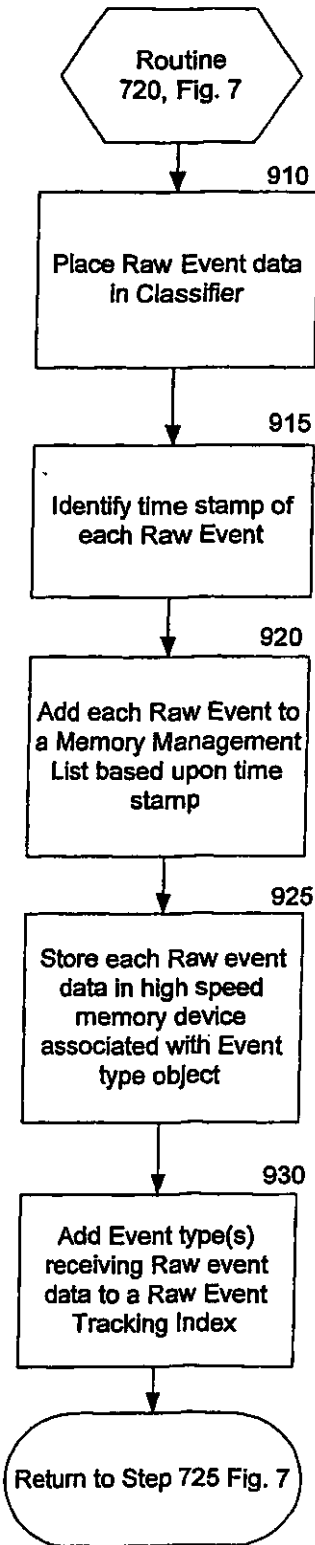 Routine
720, Fig. 7
910
Place Raw Event data
in Classifier
915
Identify time stamp of
each Raw Event
920
Add each Raw Event to
a Memory Management
List based upon time
stamp
925
Store each Raw event
data in high speed
memory device
associated with Event
type object
930
Add Event type(s)
receiving Raw event
data to a Raw Event
Tracking Index
Return to Step 725 Fig. 7